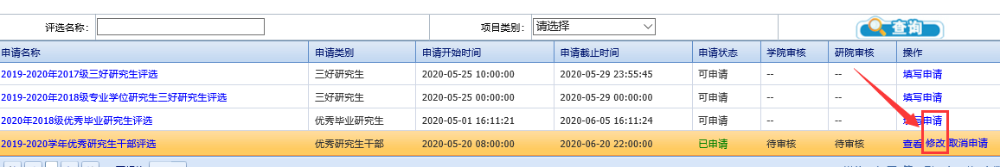 评选名称： 项目类别： 请选择 查询
申请名称 申请类别 申请开始时间 申请截止时间 申请状态 学院审核 研院审核 操作
2019-2020年2017级三好研究生评选 三好研究生 2020-05-25 10:00:00 2020-05-29 23:55:45 可申请 -- -- 填写申请
2019-2020年2018级专业学位研究生三好研究生评选 三好研究生 2020-05-25 00:00:00 2020-05-29 00:00:00 可申请 -- -- 填写申请
2020年2018级优秀毕业研究生评选 优秀毕业研究生 2020-05-01 16:11:21 2020-06-05 16:11:24 可申请 -- -- 填写申请
2019-2020学年优秀研究生干部评选 优秀研究生干部 2020-05-20 08:00:00 2020-06-20 22:00:00 已申请 待审核 待审核 查看 修改 取消申请